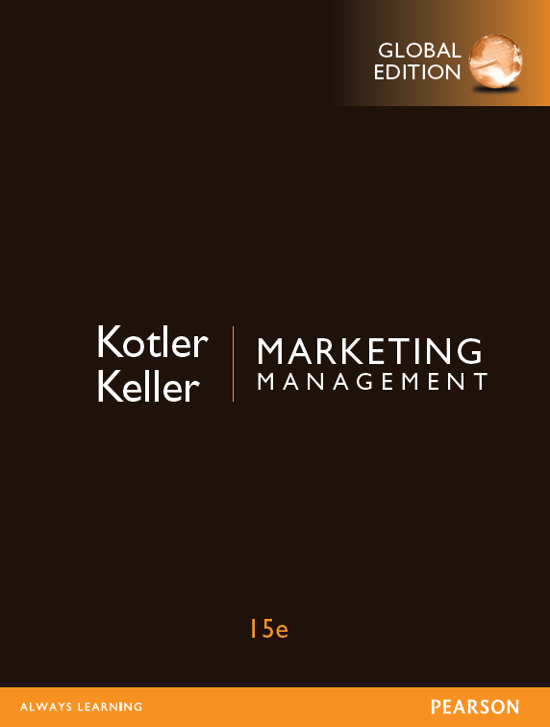 GLOBAL
EDITION
Kotler
Keller
MARKETING
MANAGEMENT
15e
ALWAYS LEARNING
PEARSON